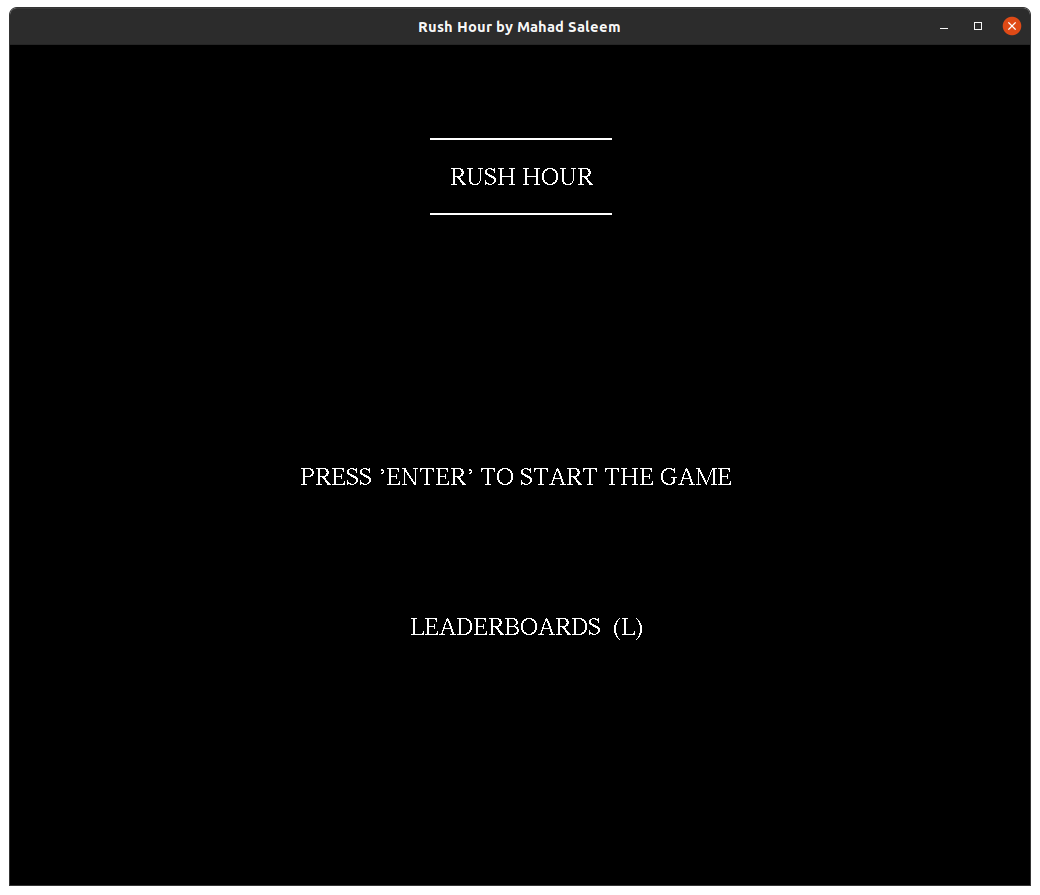 Rush Hour by Mahad Saleem
RUSH HOUR
PRESS ’ENTER’ TO START THE GAME
LEADERBOARDS (L)